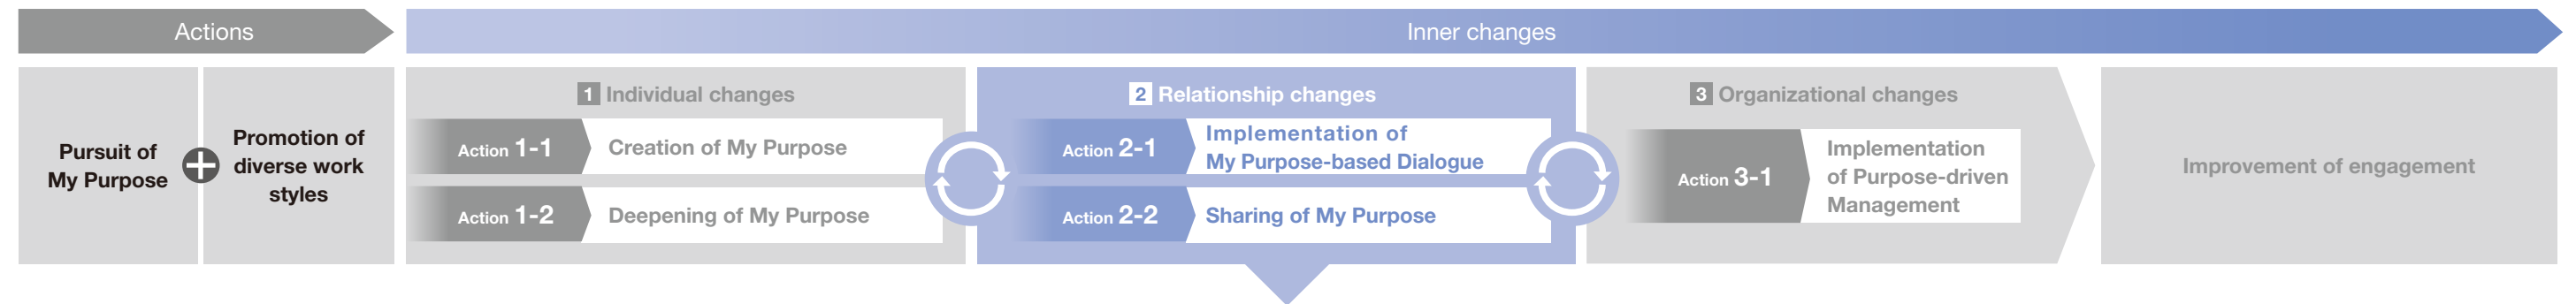 Actions
Inner changes
Pursuit of
My Purpose
Promotion of
diverse work
styles
1 Individual changes
Action 1-1
Creation of My Purpose
Action 1-2
Deepening of My Purpose
2 Relationship changes
Action 2-1
Implementation of
My Purpose-based Dialogue
Action 2-2
Sharing of My Purpose
3 Organizational changes
Action 3-1
Implementation
of Purpose-driven
Management
Improvement of engagement